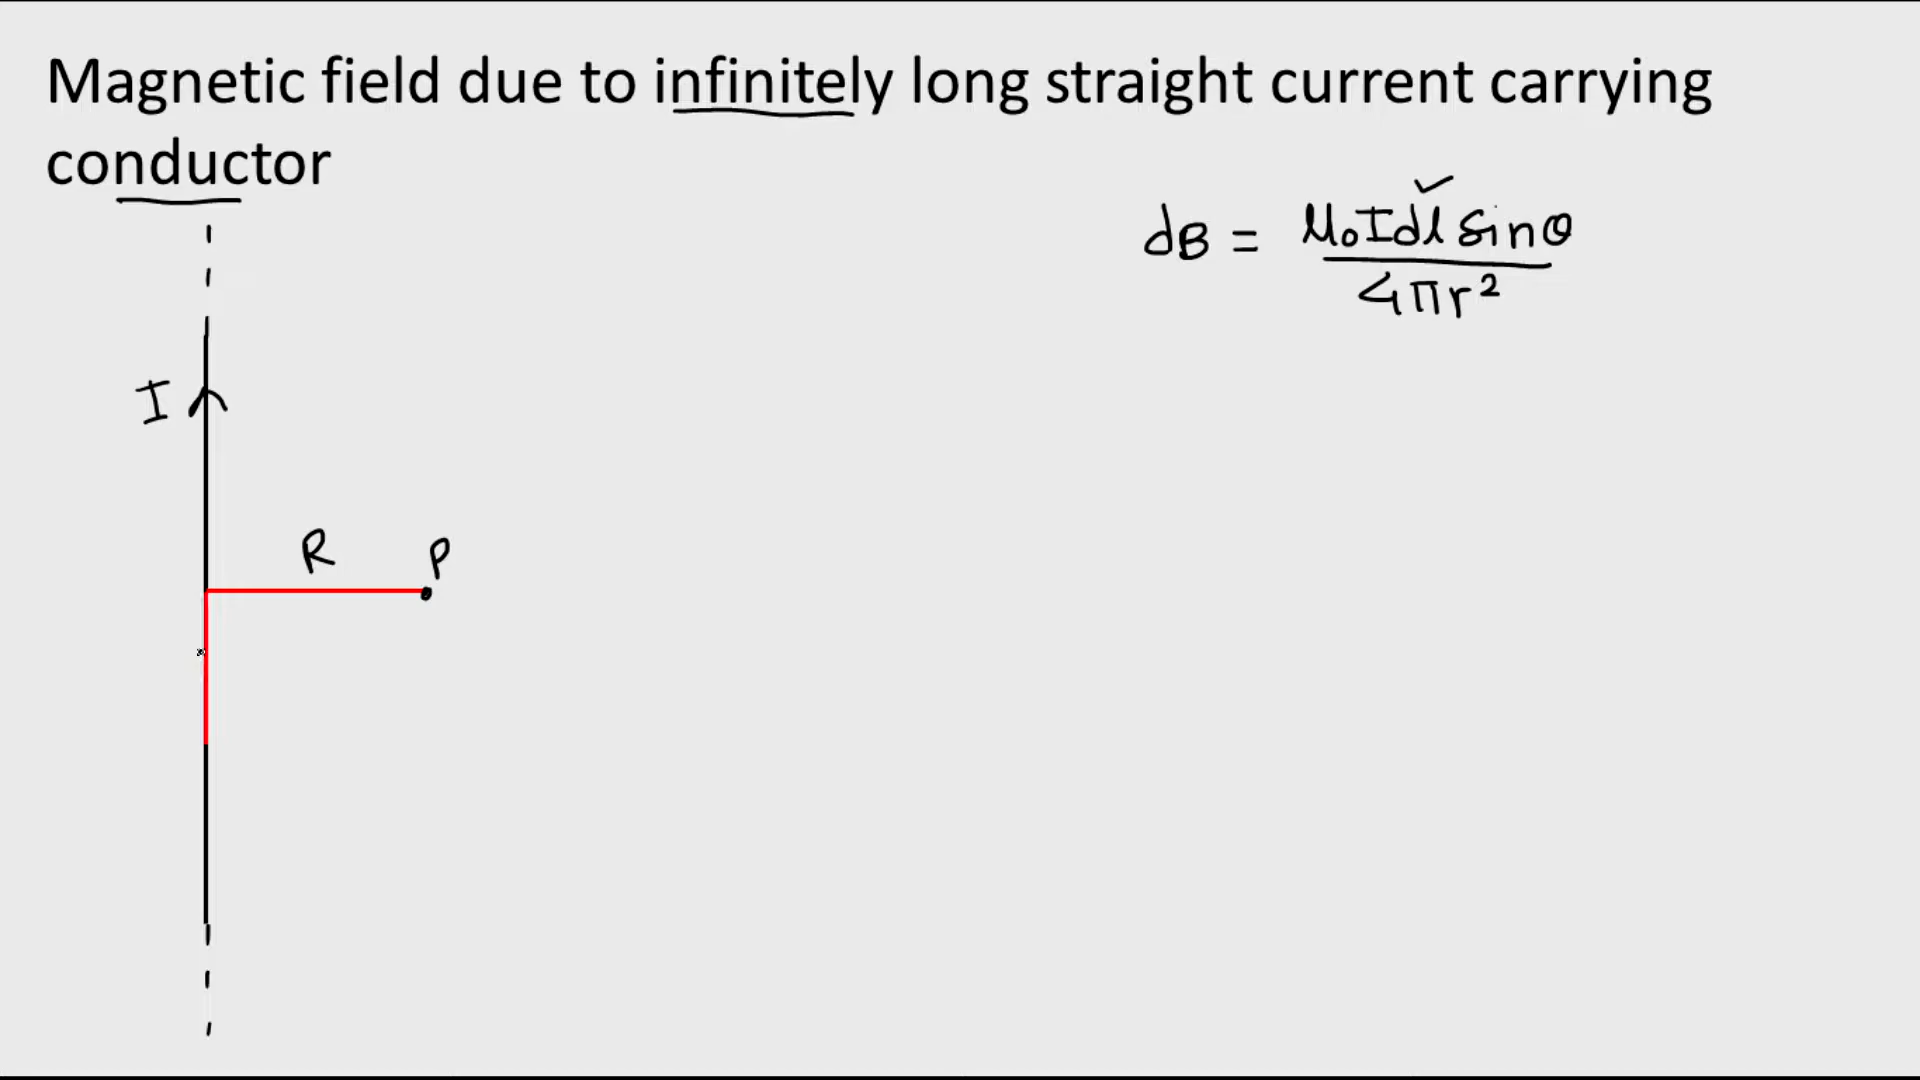 Magnetic field due to infinitely long straight current carrying
conductor
dB = μ₀Idl sinθ
4πr²
I
R
P